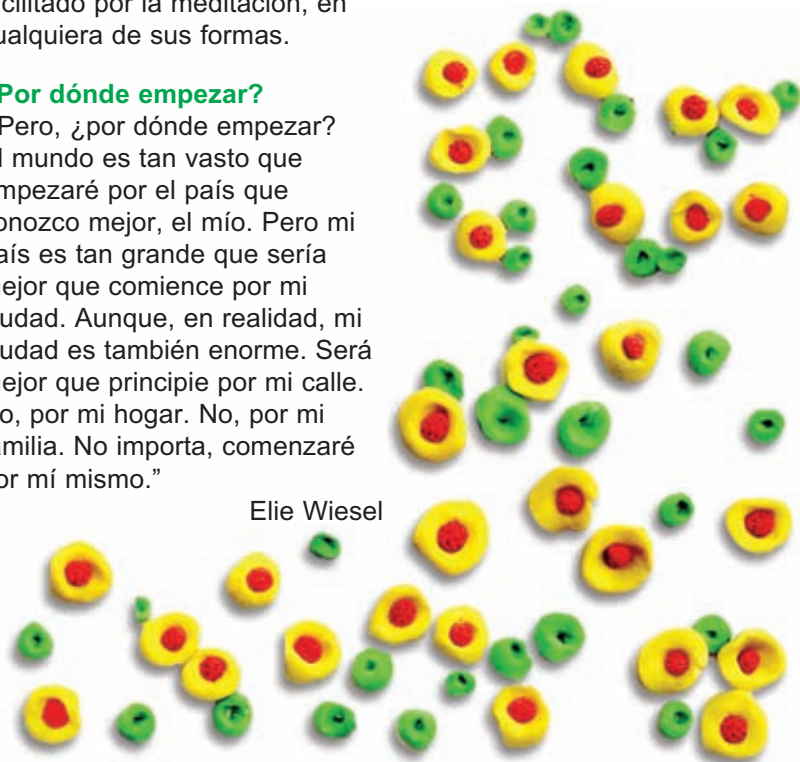 cilitado por la meditación, en
ualquiera de sus formas.
Por dónde empezar?
Pero, ¿por dónde empezar?
l mundo es tan vasto que
mpezaré por el país que
onozco mejor, el mío. Pero mi
aís es tan grande que sería
ejor que comience por mi
udad. Aunque, en realidad, mi
udad es también enorme. Será
ejor que principie por mi calle.
o, por mi hogar. No, por mi
amilia. No importa, comenzaré
or mí mismo.”
Elie Wiesel